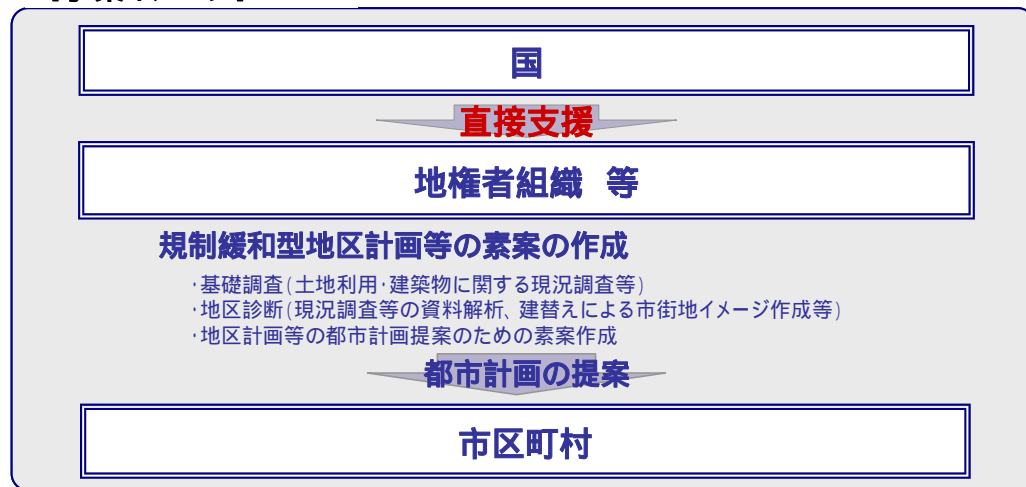 国
直接支援
地権者組織 等
規制緩和型地区計画等の素案の作成
・基礎調査(土地利用・建築物に関する現況調査等)
・地区診断(現況調査等の資料解析、建替えによる市街地イメージ作成等)
・地区計画等の都市計画提案のための素案作成
都市計画の提案
市区町村